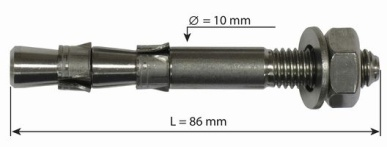 Ø = 10 mm
L = 86 mm